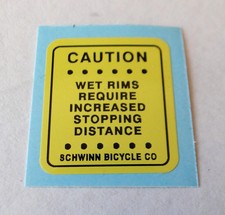 CAUTION
WET RIMS
REQUIRE
INCREASED
STOPPING
DISTANCE
SCHWINN BICYCLE CO